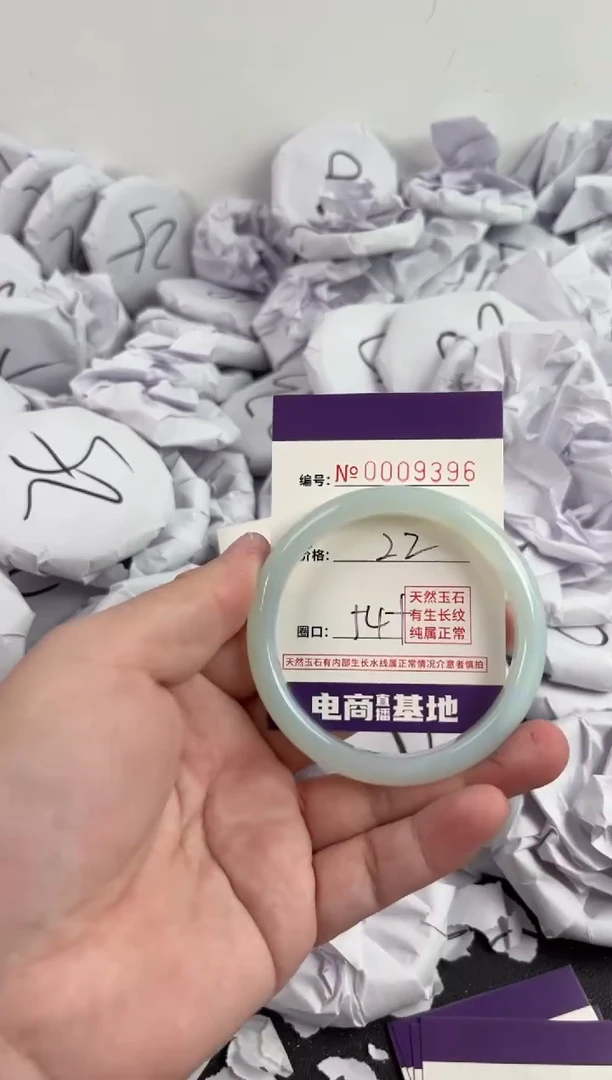 编号: № 0009396
价格: 22
圈口: 54+
天然玉石
有生长纹
纯属正常
天然玉石有内部生长水线属正常情况介意者慎拍
电商直播基地